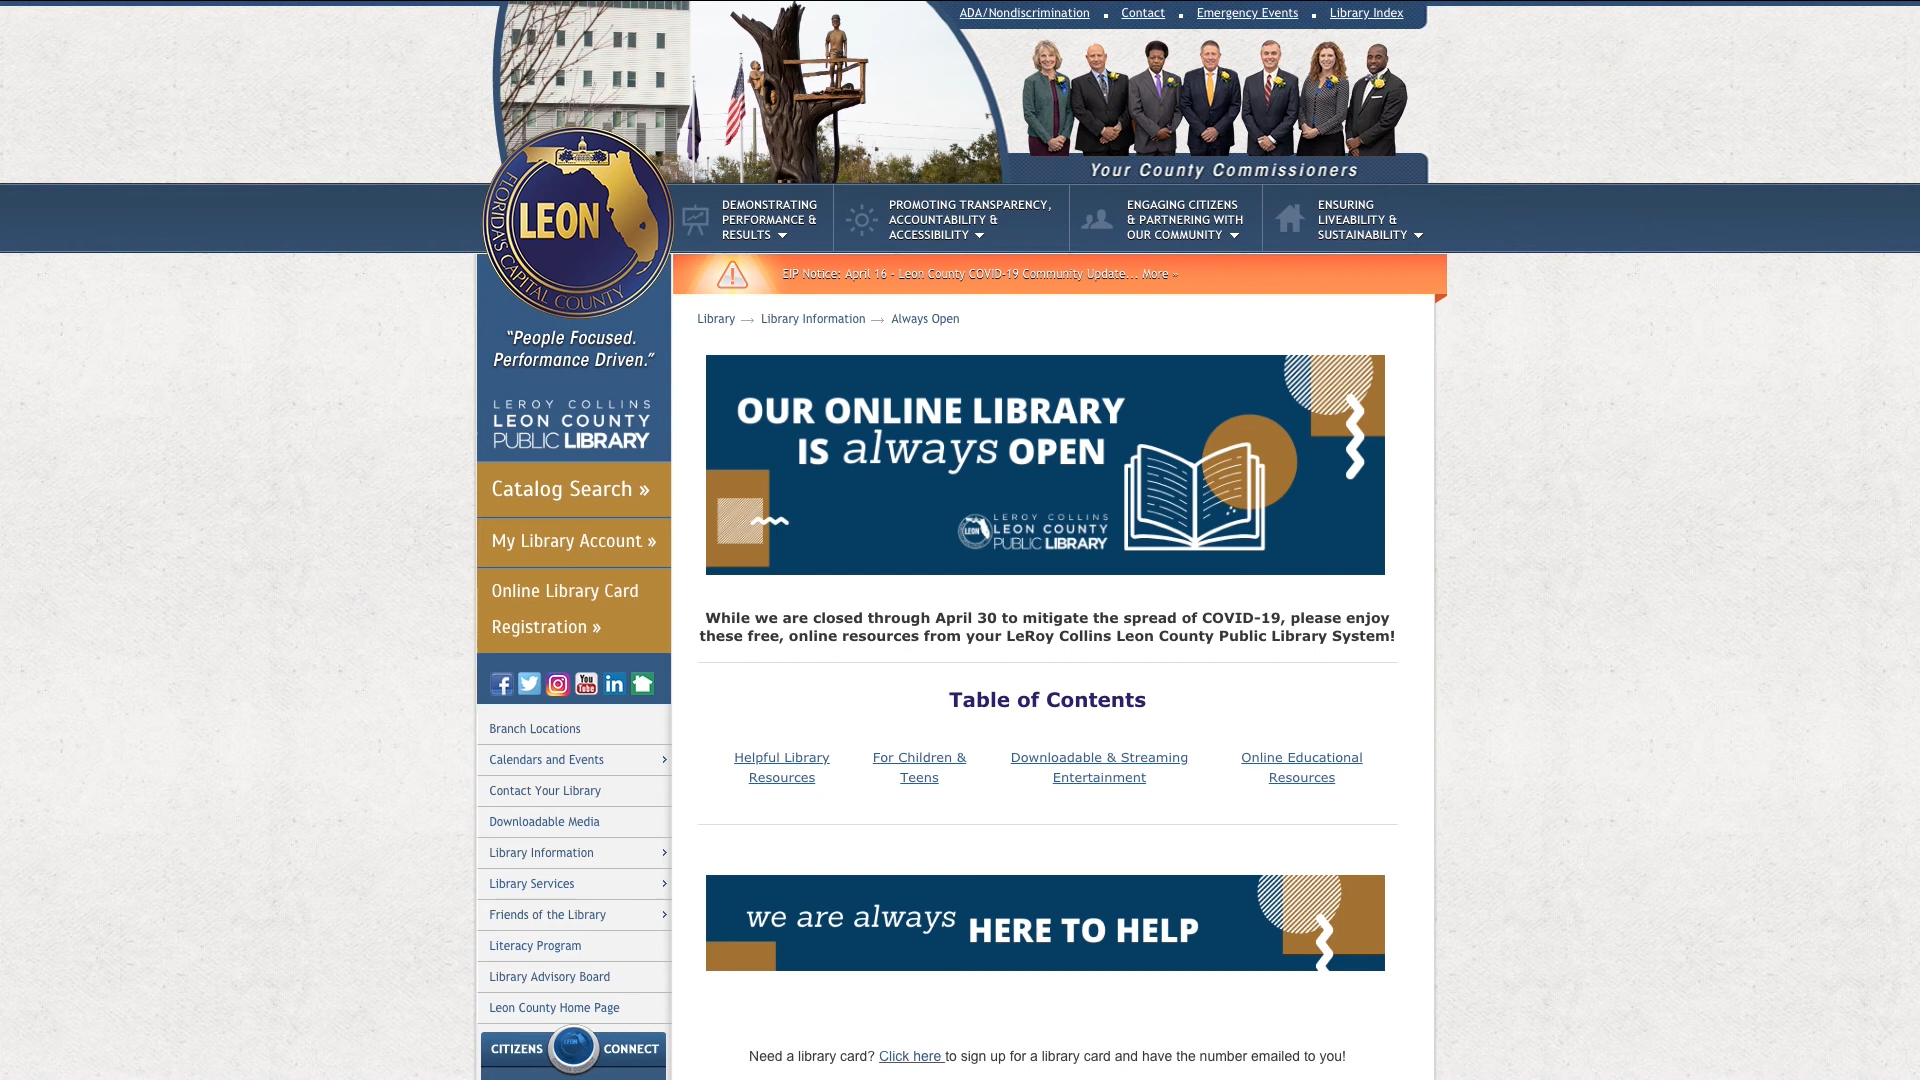 ADA/Nondiscrimination
Contact
Emergency Events
Library Index
Your County Commissioners
FLORIDA'S CAPITAL COUNTY
LEON
DEMONSTRATING
PERFORMANCE &
RESULTS
PROMOTING TRANSPARENCY,
ACCOUNTABILITY &
ACCESSIBILITY
ENGAGING CITIZENS
& PARTNERING WITH
OUR COMMUNITY
ENSURING
LIVEABILITY &
SUSTAINABILITY
EIP Notice: April 16 - Leon County COVID-19 Community Update... More »
"People Focused.
Performance Driven."
LEROY COLLINS
LEON COUNTY
PUBLIC LIBRARY
Catalog Search »
My Library Account »
Online Library Card
Registration »
You
Tube
Branch Locations
Calendars and Events
Contact Your Library
Downloadable Media
Library Information
Library Services
Friends of the Library
Literacy Program
Library Advisory Board
Leon County Home Page
CITIZENS LEON CONNECT
Library → Library Information → Always Open
OUR ONLINE LIBRARY
IS always OPEN
LEON
LEROY COLLINS
LEON COUNTY
PUBLIC LIBRARY
While we are closed through April 30 to mitigate the spread of COVID-19, please enjoy
these free, online resources from your LeRoy Collins Leon County Public Library System!
Table of Contents
Helpful Library
Resources
For Children &
Teens
Downloadable & Streaming
Entertainment
Online Educational
Resources
we are always HERE TO HELP
Need a library card? Click here to sign up for a library card and have the number emailed to you!